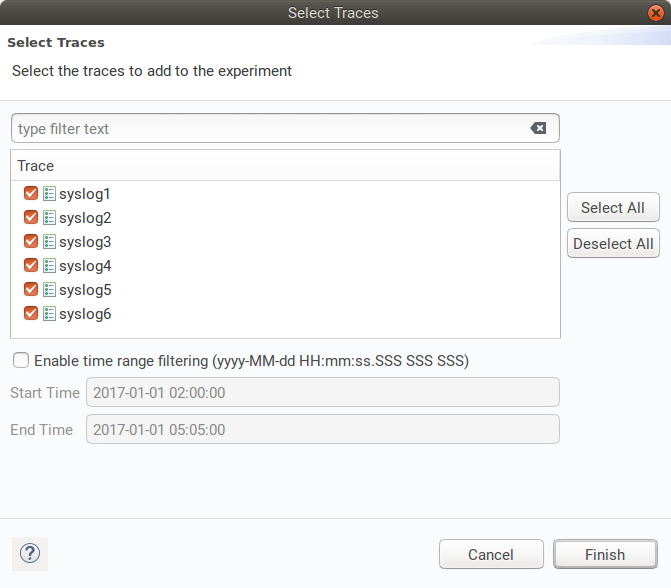 Select Traces
Select Traces
Select the traces to add to the experiment
type filter text
Trace
syslog1
syslog2
syslog3
syslog4
syslog5
syslog6
Select All
Deselect All
Enable time range filtering (yyyy-MM-dd HH:mm:ss.SSS SSS SSS)
Start Time 2017-01-01 02:00:00
End Time 2017-01-01 05:05:00
? Cancel Finish